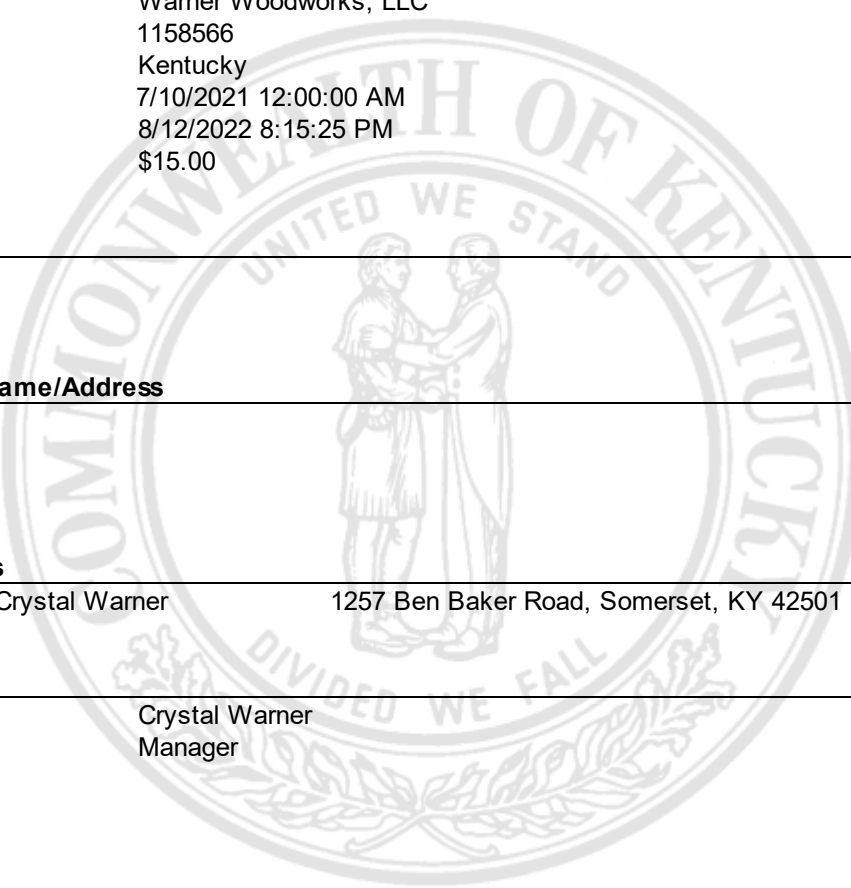 Warner Woodworks, LLC
1158566
Kentucky
7/10/2021 12:00:00 AM
8/12/2022 8:15:25 PM
$15.00
COMMONWEALTH OF KENTUCKY
UNITED WE STAND
ame/Address
s
Crystal Warner 1257 Ben Baker Road, Somerset, KY 42501
DIVIDED WE FALL
Crystal Warner
Manager